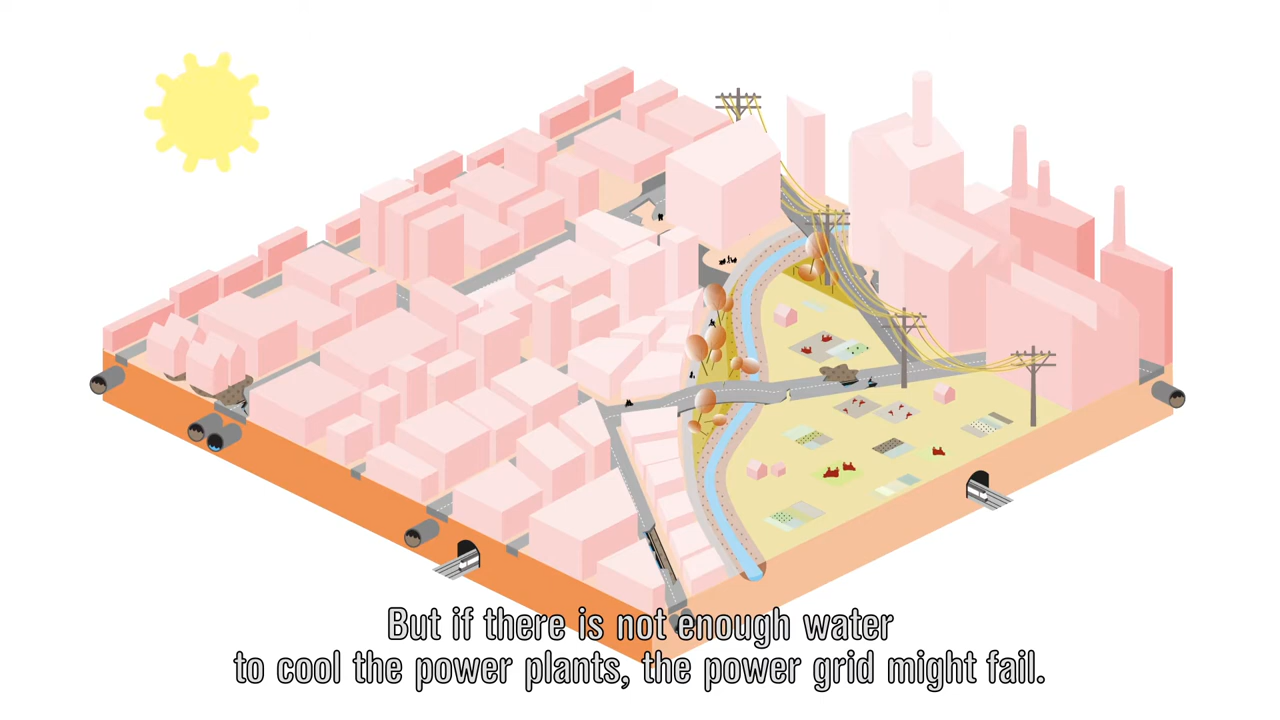 But if there is not enough water
to cool the power plants, the power grid might fail.